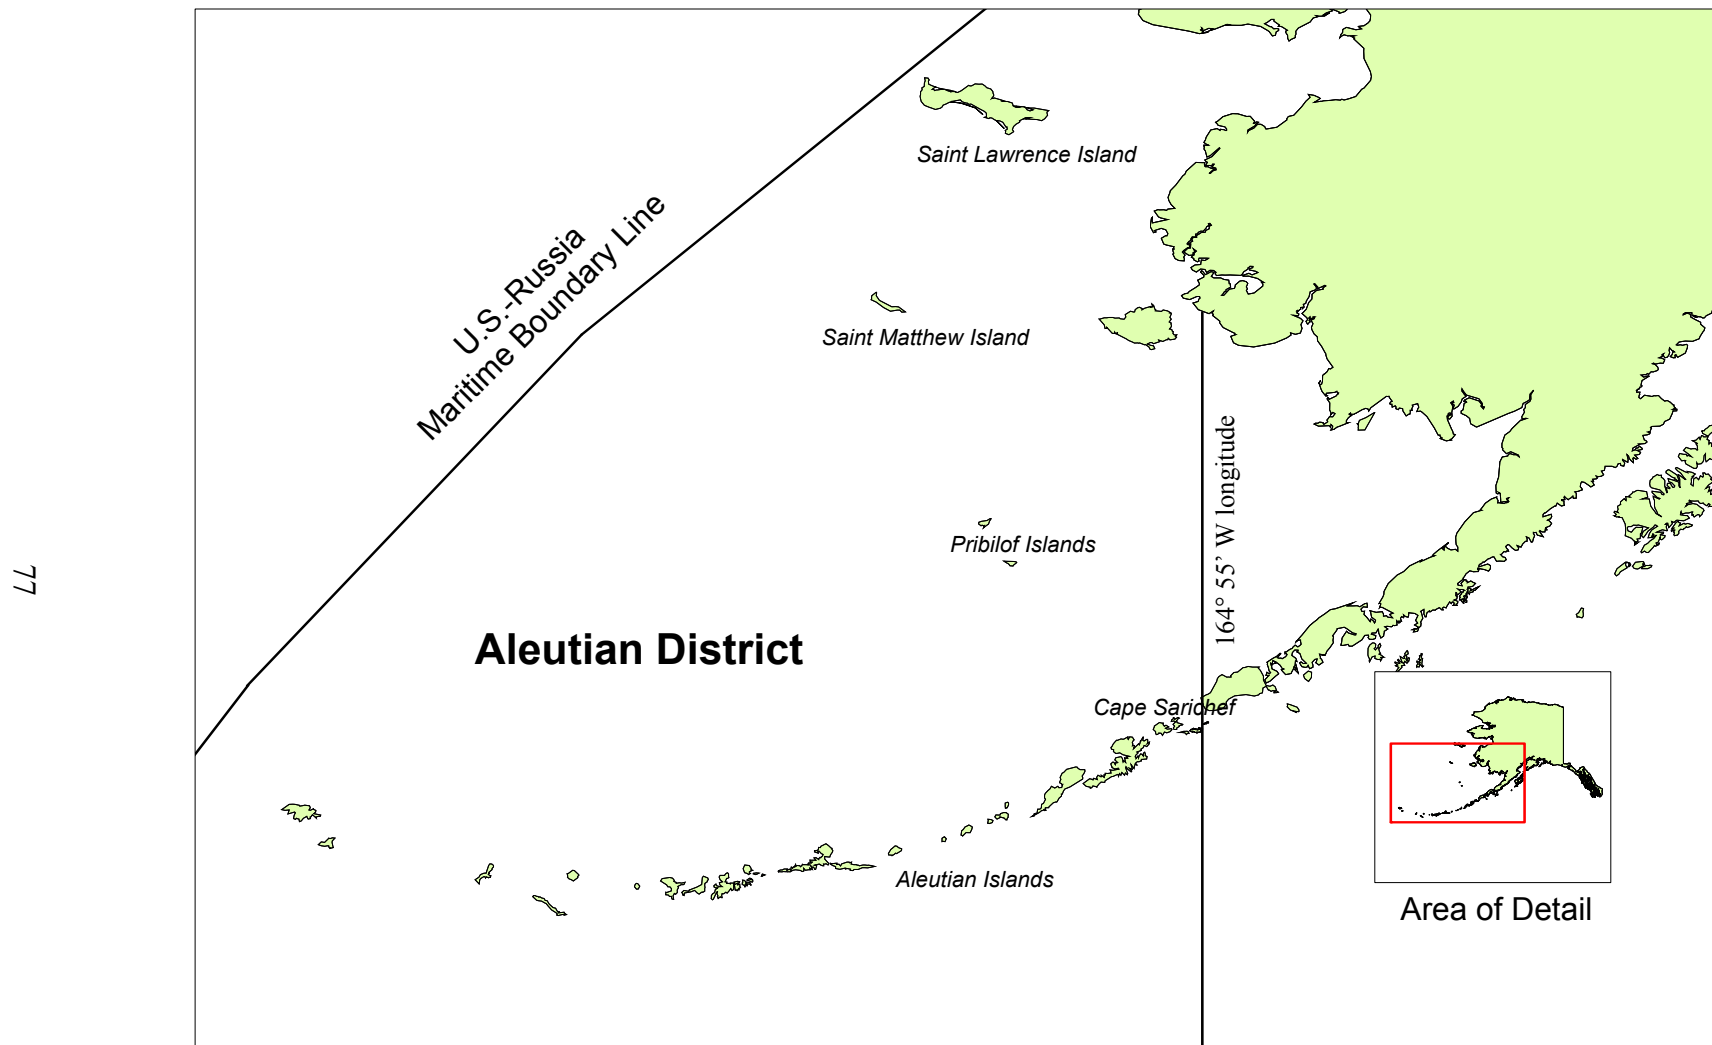 Saint Lawrence Island
U.S.-Russia
Maritime Boundary Line
Saint Matthew Island
164° 55’ W longitude
Pribilof Islands
77
Aleutian District
Cape Sarichef
Aleutian Islands
Area of Detail